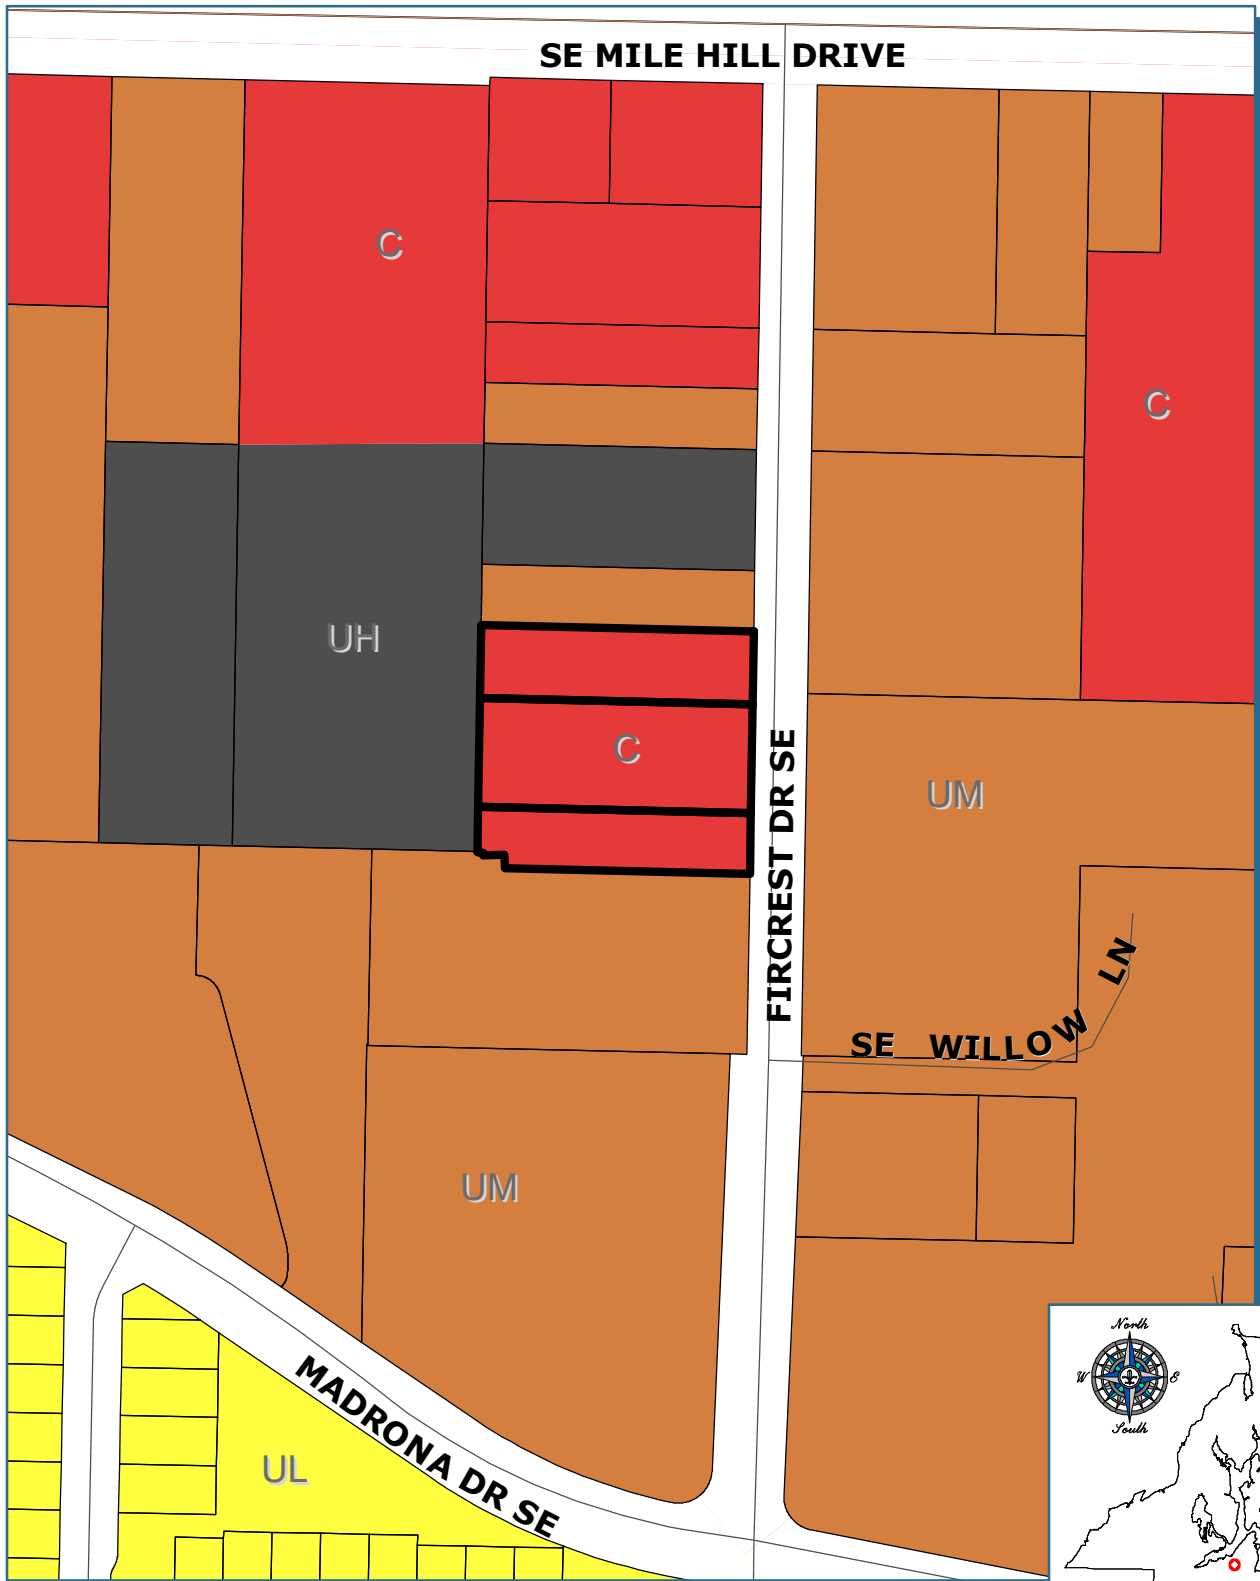 SE MILE HILL DRIVE
C
C
UH
C
FIRCREST DR SE
UM
SE WILLOW LN
UM
MADRONA DR SE
UL
North
W
E
South